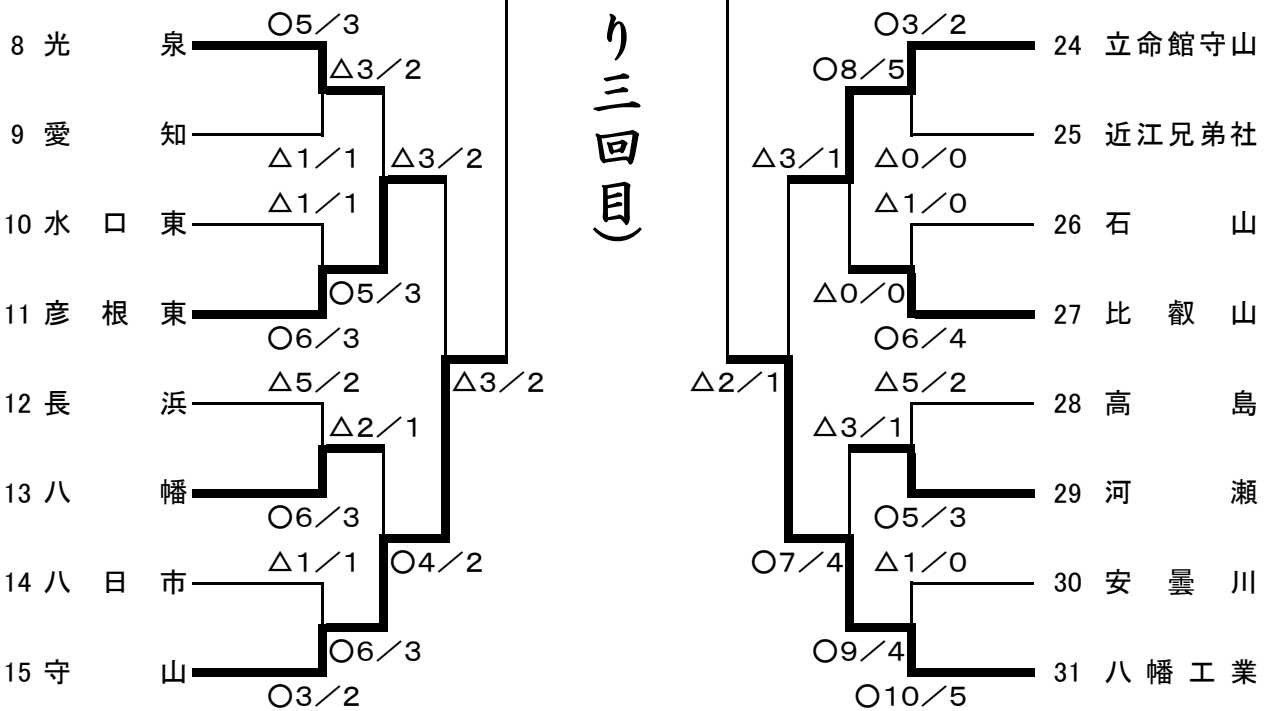 ○5／3
8 光泉
△3／2
9 愛知
△1／1
△3／2
△1／1
10 水口東
○5／3
11 彦根東
○6／3
△5／2
△3／2
12 長浜
△2／1
13 八幡
○6／3
△1／1
○4／2
14 八日市
○6／3
15 守山
○3／2
り三回目）
○3／2
24 立命館守山
○8／5
25 近江兄弟社
△3／1
△0／0
△1／0
26 石山
△0／0
27 比叡山
○6／4
△2／1
△5／2
28 高島
△3／1
29 河瀬
○5／3
○7／4
△1／0
30 安曇川
○9／4
31 八幡工業
○10／5